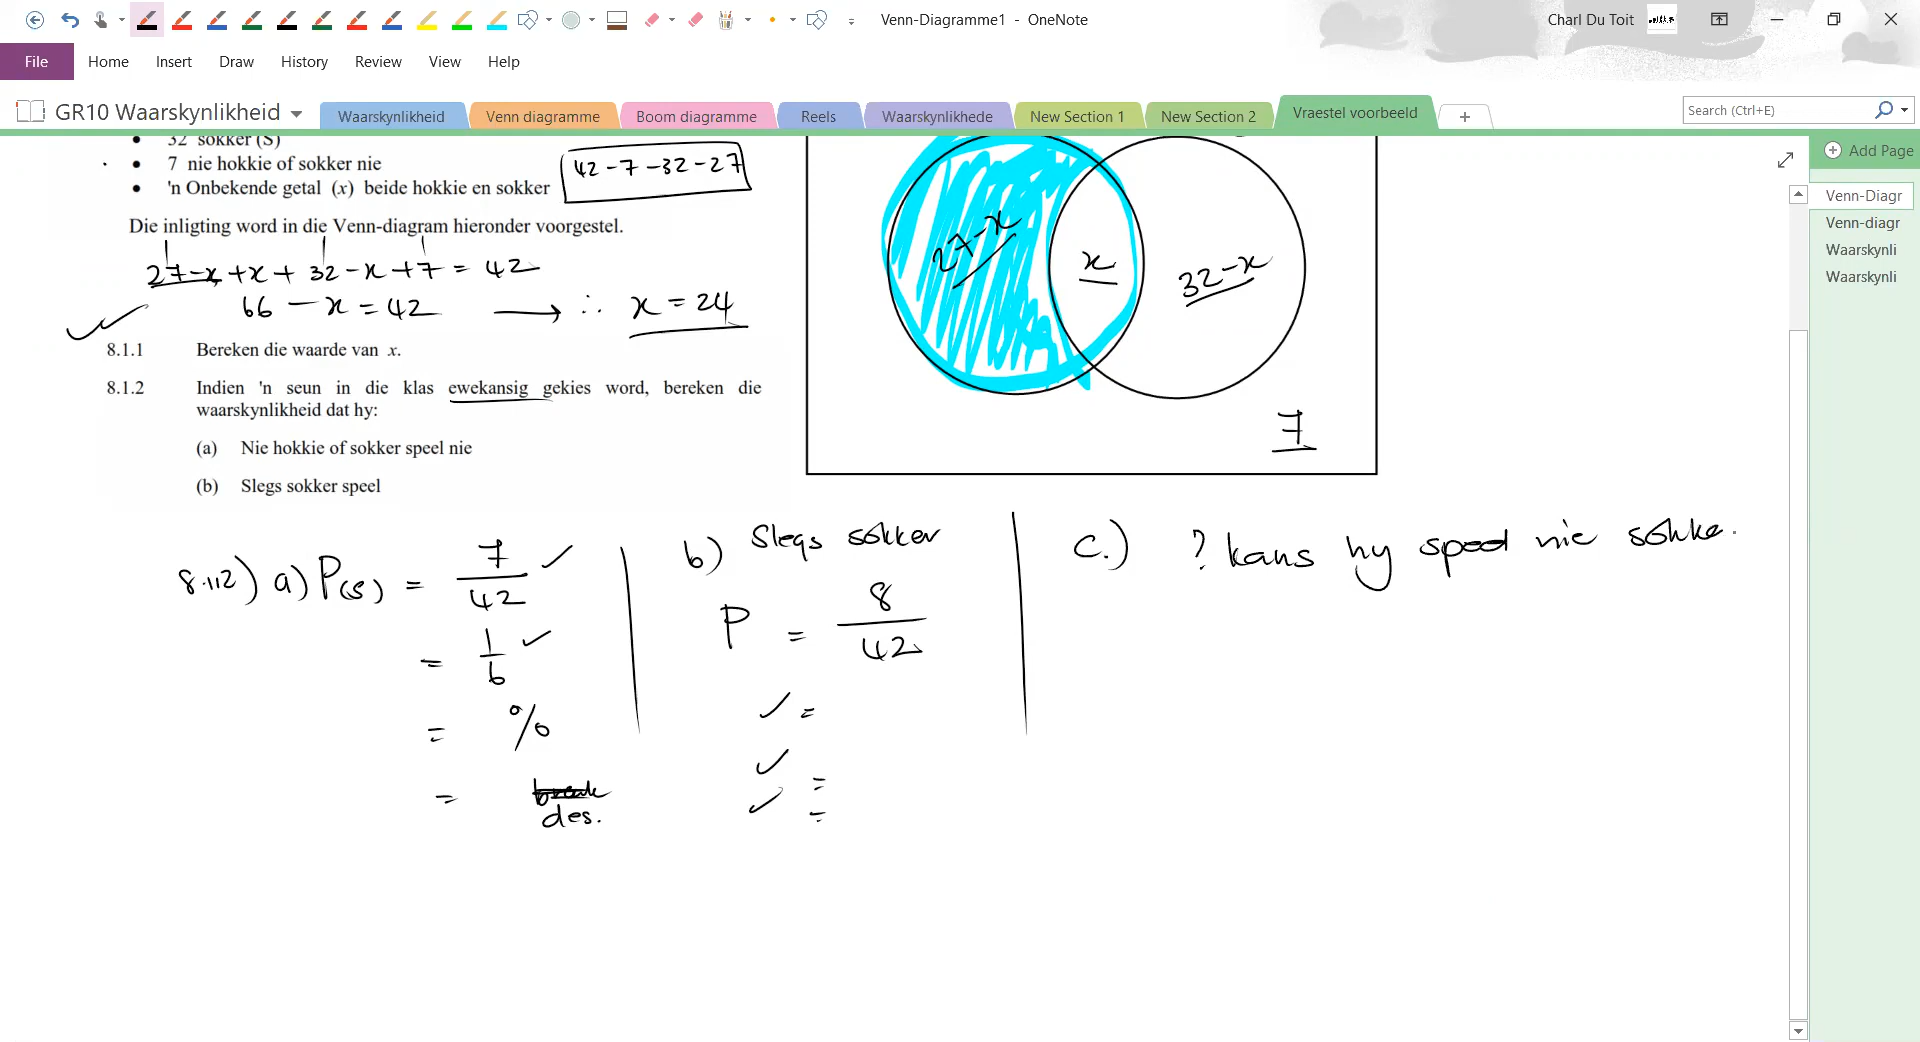 Venn-Diagramme1 - OneNote
Charl Du Toit
File Home Insert Draw History Review View Help
GR10 Waarskynlikheid
Waarskynlikheid
Venn diagramme
Boom diagramme
Reels
Waarskynlikhede
New Section 1
New Section 2
Vraestel voorbeeld
+
Search (Ctrl+E)
Add Page
Venn-Diagr
Venn-diagr
Waarskynli
Waarskynli
• 32 sokker (S)
• 7 nie hokkie of sokker nie
• 'n Onbekende getal (x) beide hokkie en sokker
42 - 7 - 32 - 27
Die inligting word in die Venn-diagram hieronder voorgestel.
27 - x + x + 32 - x + 7 = 42
66 - x = 42 → ∴ x = 24
27 - x
x
32 - x
7
8.1.1 Bereken die waarde van x.
8.1.2 Indien 'n seun in die klas ewekansig gekies word, bereken die
waarskynlikheid dat hy:
(a) Nie hokkie of sokker speel nie
(b) Slegs sokker speel
8.1.2) a) P(S) = 7/42 ✓
= 1/6 ✓
= %
= des.
b) Slegs sokker
P = 8/42
✓ =
✓ =
✓ =
c.) ? kans hy speel nie sokke.